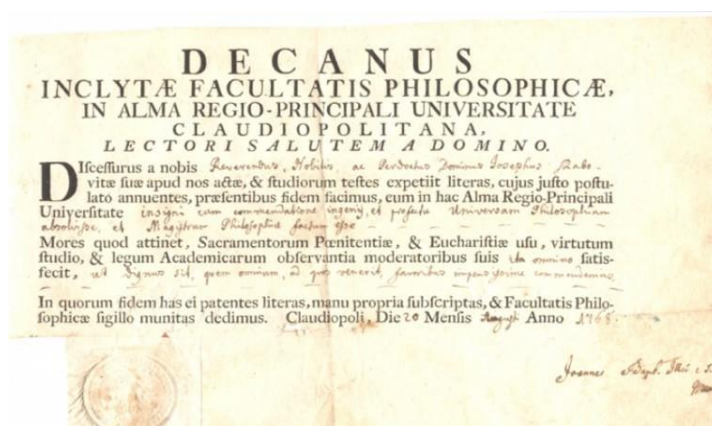 DECANUS
INCLYTÆ FACULTATIS PHILOSOPHICÆ,
IN ALMA REGIO-PRINCIPALI UNIVERSITATE
CLAUDIOPOLITANA,
LECTORI SALUTEM A DOMINO.
DIscessurus a nobis Reverendus, Nobilis, ac Perdoctus Dominus Josephus Szabo-
vitæ suæ apud nos actæ, & studiorum testes expetiit literas, cujus justo postu-
lato annuentes, præsentibus fidem facimus, eum in hac Alma Regio-Principali
Universitate insigni cum commendatione ingenij, et profectu Universam Philosophiam
absolvisse, et Magistrum Philosophiæ factum esse
Mores quod attinet, Sacramentorum Pœnitentiæ, & Eucharistiæ usu, virtutum
studio, & legum Academicarum observantia moderatoribus suis ita omnino satis-
fecit, ut dignus sit, quem omnium, ad quos venerit, favoribus impensissime commendemus
In quorum fidem has ei patentes literas, manu propria subscriptas, & Facultatis Philo-
sophicæ sigillo munitas dedimus. Claudiopoli, Die 20 Mensis Augusti Anno 1768.
Joannes